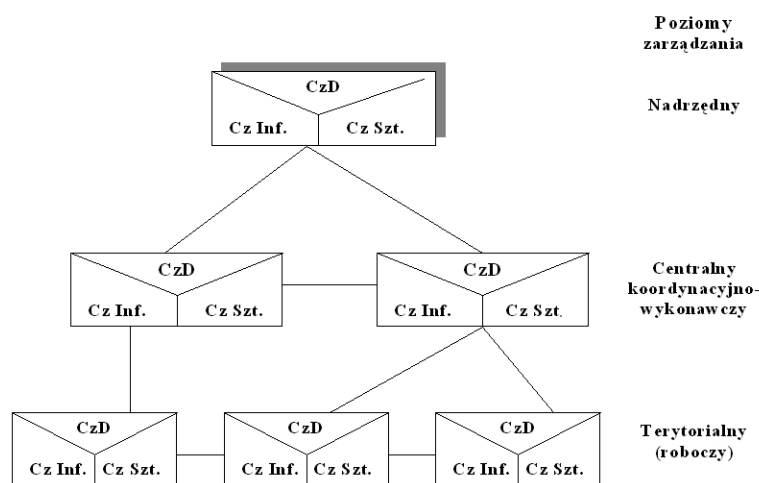 Poziomy
zarządzania
CzD
Cz Inf.
Cz Szt.
Nadrzędny
CzD
Cz Inf.
Cz Szt.
CzD
Cz Inf.
Cz Szt.
Centralny
koordynacyjno-
wykonawczy
CzD
Cz Inf.
Cz Szt.
CzD
Cz Inf.
Cz Szt.
CzD
Cz Inf.
Cz Szt.
Terytorialny
(roboczy)